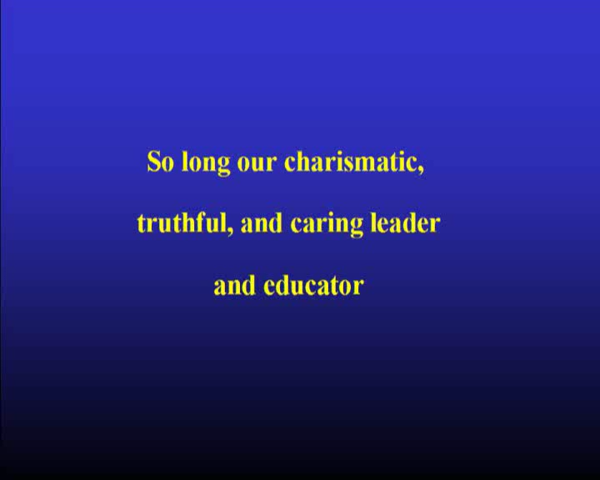 So long our charismatic,
truthful, and caring leader
and educator